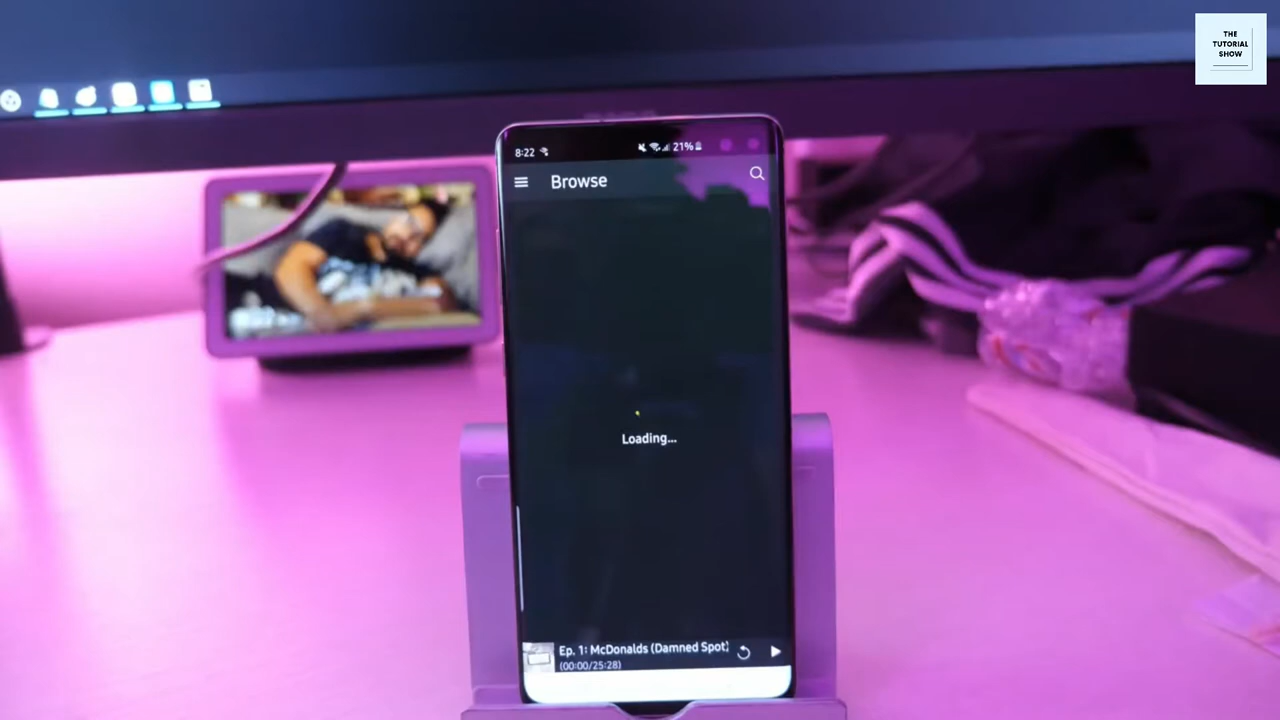 THE
TUTORIAL
SHOW
8:22
21%
Browse
Loading...
Ep. 1: McDonalds (Damned Spot)
(00:00/25:28)